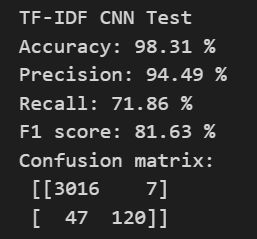 TF-IDF CNN Test
Accuracy: 98.31 %
Precision: 94.49 %
Recall: 71.86 %
F1 score: 81.63 %
Confusion matrix:
[[3016 7]
[ 47 120]]